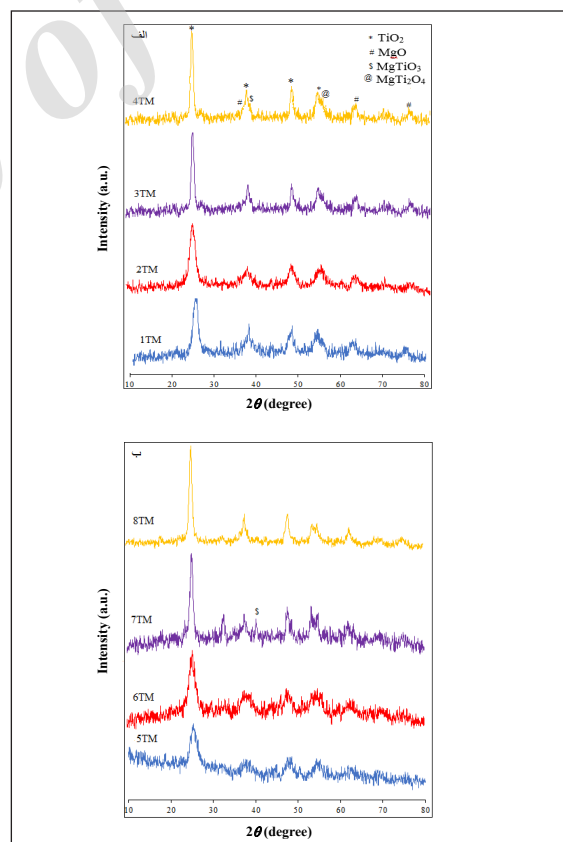 الف
* TiO₂
# MgO
$ MgTiO₃
@ MgTi₂O₄
*
*
*
*
@
#
$
#
#
4TM
3TM
2TM
1TM
Intensity (a.u.)
10 20 30 40 50 60 70 80
2θ (degree)
ب
8TM
7TM
$
6TM
5TM
Intensity (a.u.)
10 20 30 40 50 60 70 80
2θ (degree)